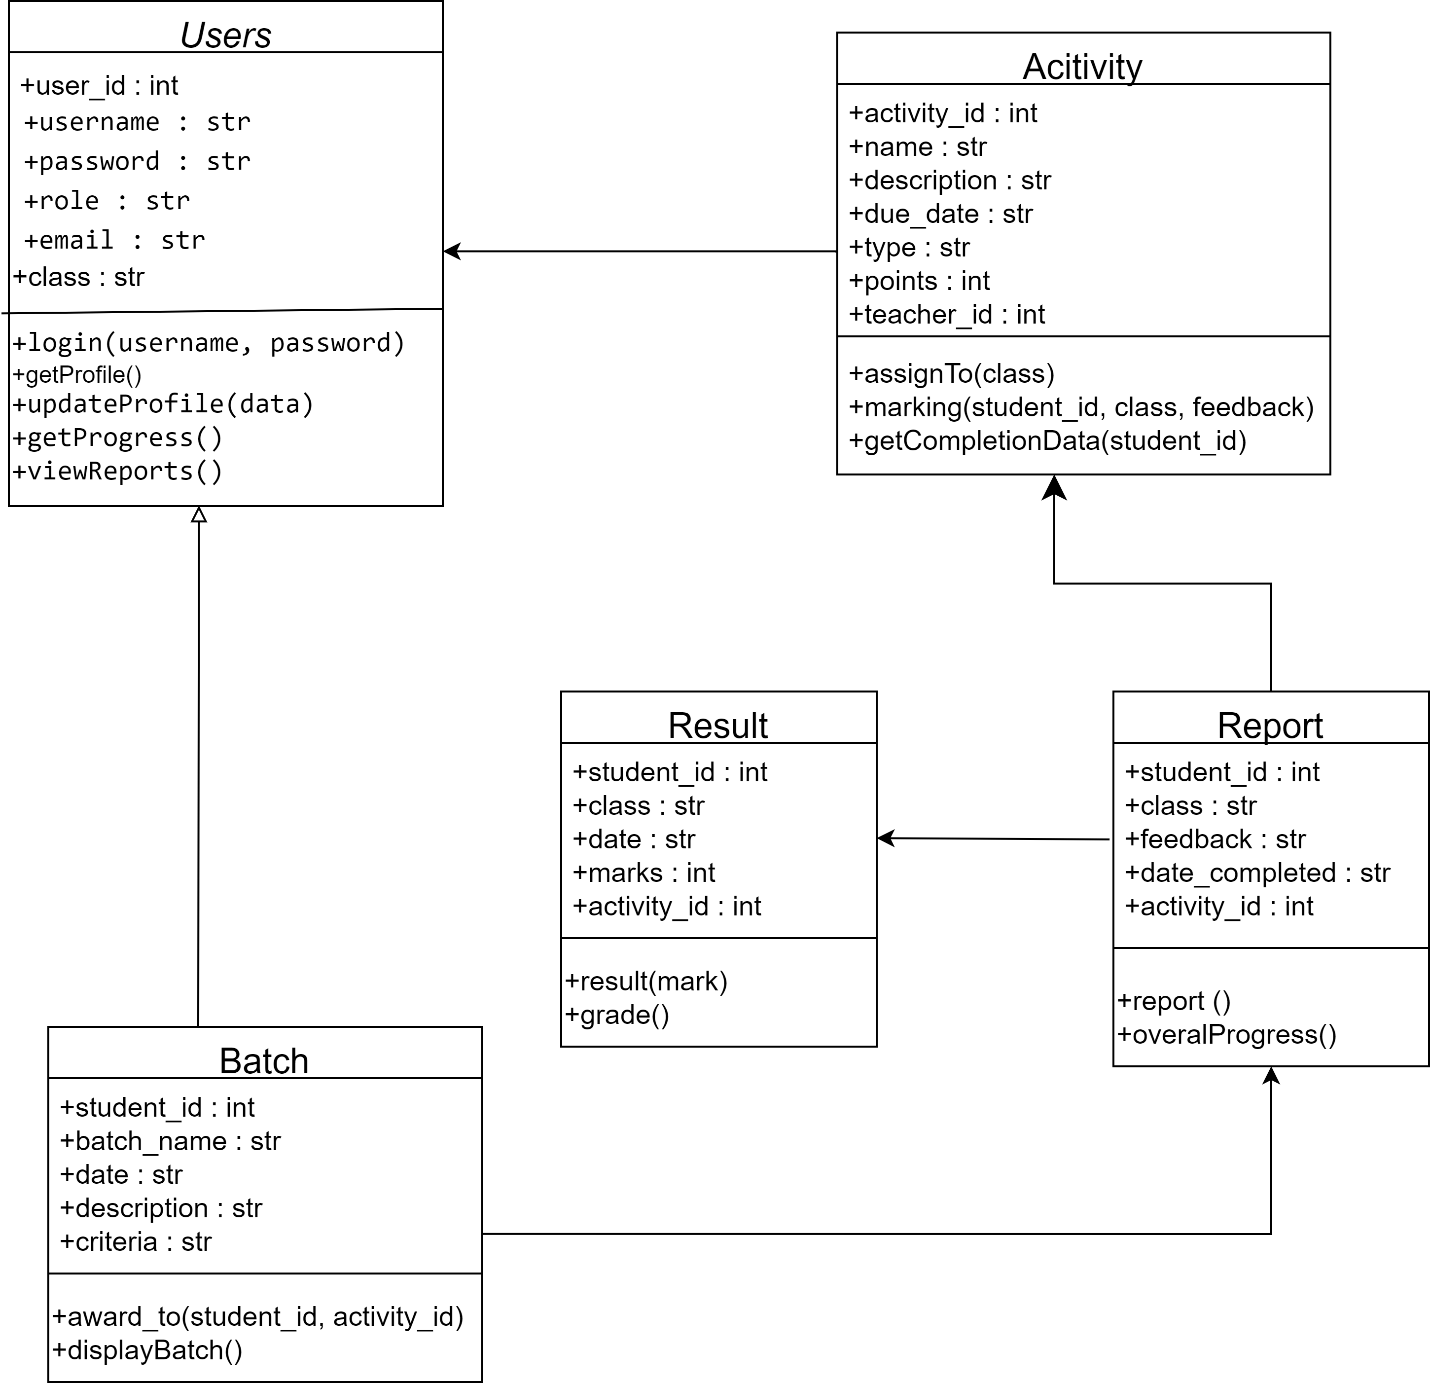 Users
+user_id : int
+username : str
+password : str
+role : str
+email : str
+class : str
+login(username, password)
+getProfile()
+updateProfile(data)
+getProgress()
+viewReports()
Acitivity
+activity_id : int
+name : str
+description : str
+due_date : str
+type : str
+points : int
+teacher_id : int
+assignTo(class)
+marking(student_id, class, feedback)
+getCompletionData(student_id)
Result
+student_id : int
+class : str
+date : str
+marks : int
+activity_id : int
+result(mark)
+grade()
Report
+student_id : int
+class : str
+feedback : str
+date_completed : str
+activity_id : int
+report ()
+overalProgress()
Batch
+student_id : int
+batch_name : str
+date : str
+description : str
+criteria : str
+award_to(student_id, activity_id)
+displayBatch()